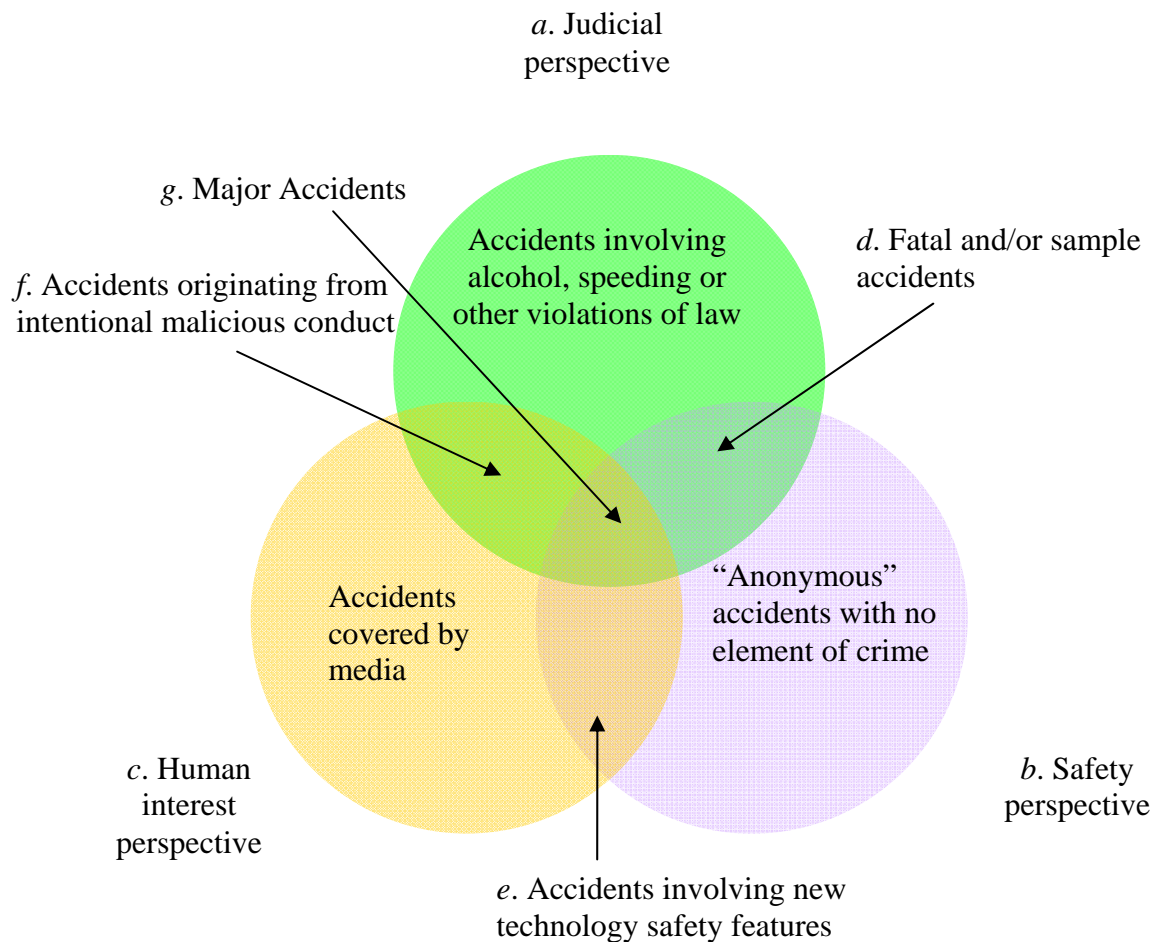 a. Judicial
perspective
g. Major Accidents
Accidents involving
alcohol, speeding or
other violations of law
d. Fatal and/or sample
accidents
f. Accidents originating from
intentional malicious conduct
“Anonymous”
accidents with no
element of crime
Accidents
covered by
media
c. Human
interest
perspective
b. Safety
perspective
e. Accidents involving new
technology safety features